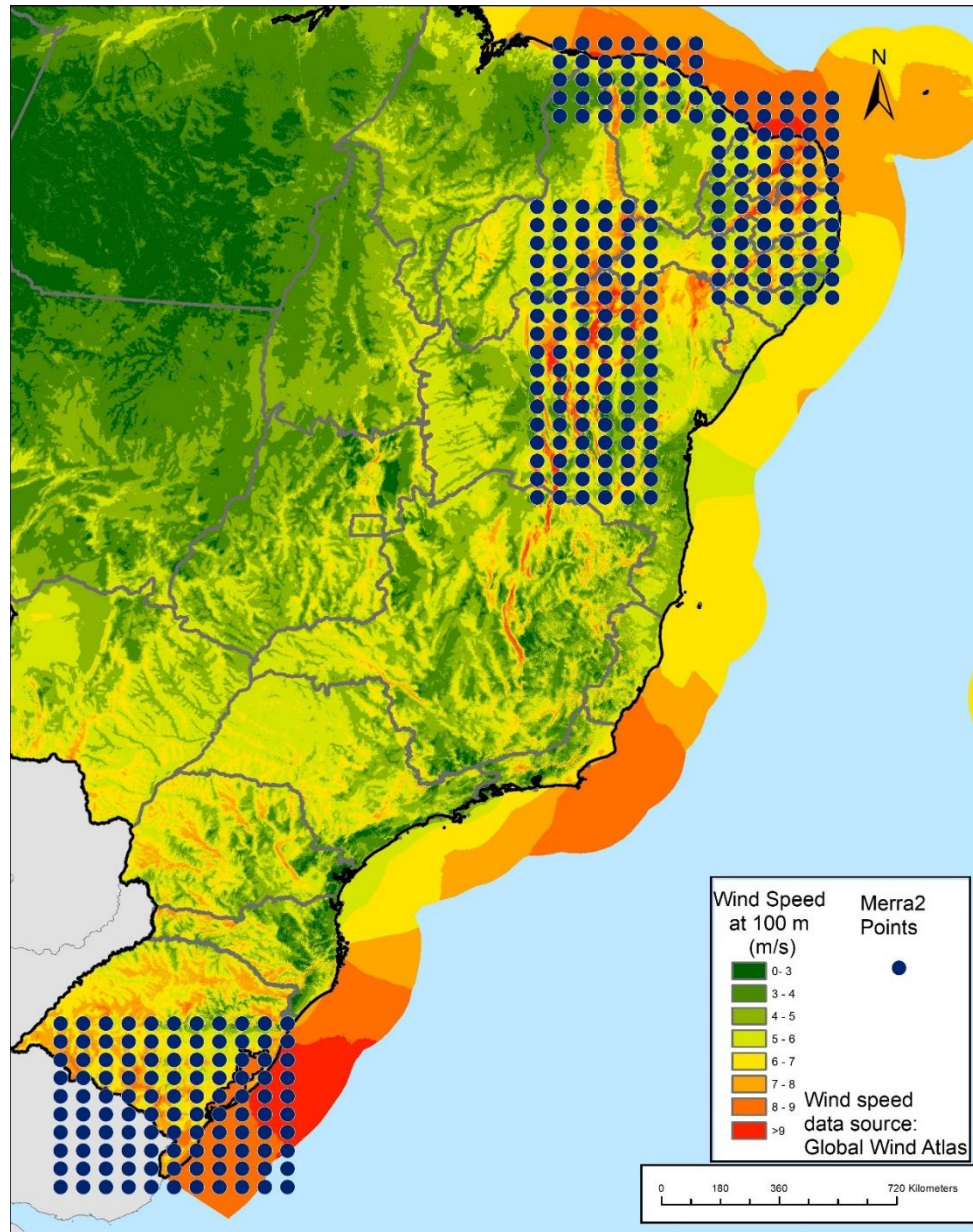 N
Wind Speed
at 100 m
(m/s)
0- 3
3 - 4
4 - 5
5 - 6
6 - 7
7 - 8
8 - 9
>9
Merra2
Points
Wind speed
data source:
Global Wind Atlas
0 180 360 720 Kilometers